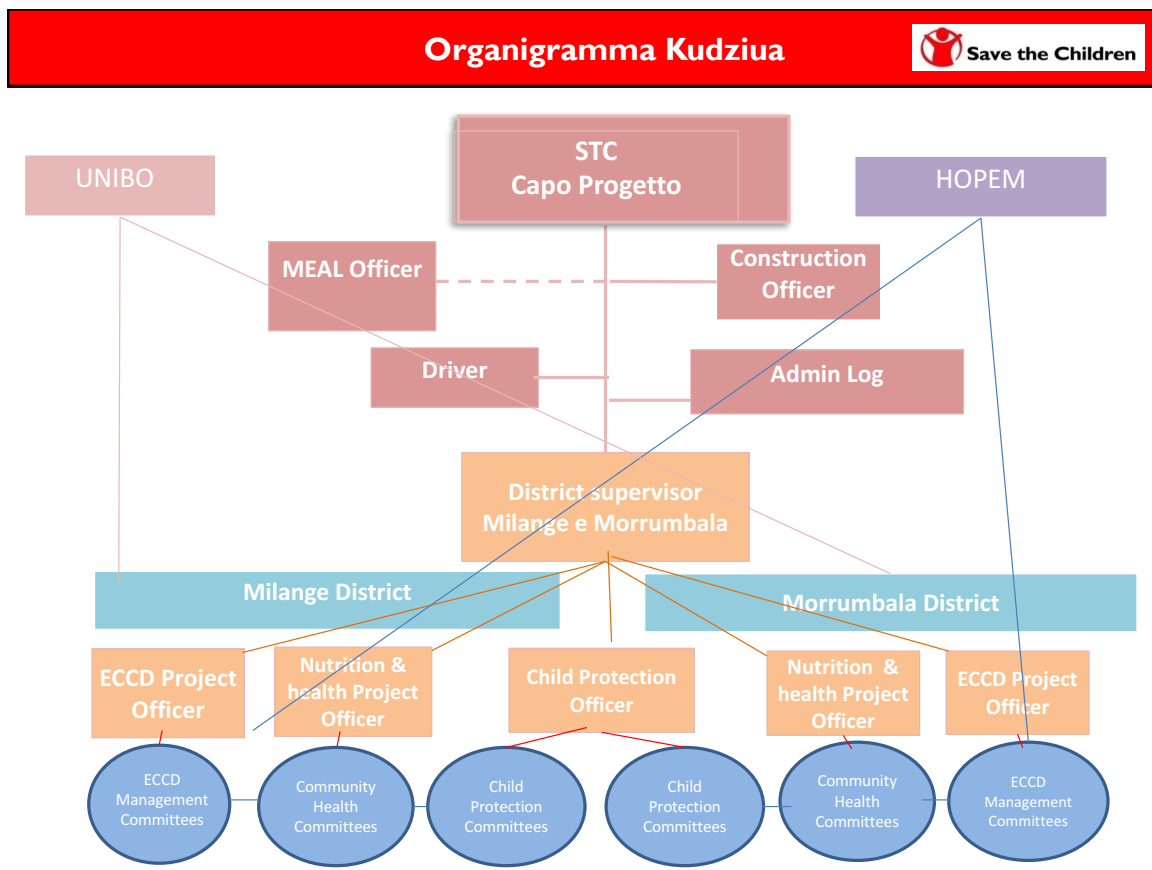 Organigramma Kudziua
Save the Children
UNIBO
STC
Capo Progetto
HOPEM
MEAL Officer
Construction
Officer
Driver
Admin Log
District supervisor
Milange e Morrumbala
Milange District
Morrumbala District
ECCD Project
Officer
Nutrition &
health Project
Officer
Child Protection
Officer
Nutrition &
health Project
Officer
ECCD Project
Officer
ECCD
Management
Committees
Community
Health
Committees
Child
Protection
Committees
Child
Protection
Committees
Community
Health
Committees
ECCD
Management
Committees